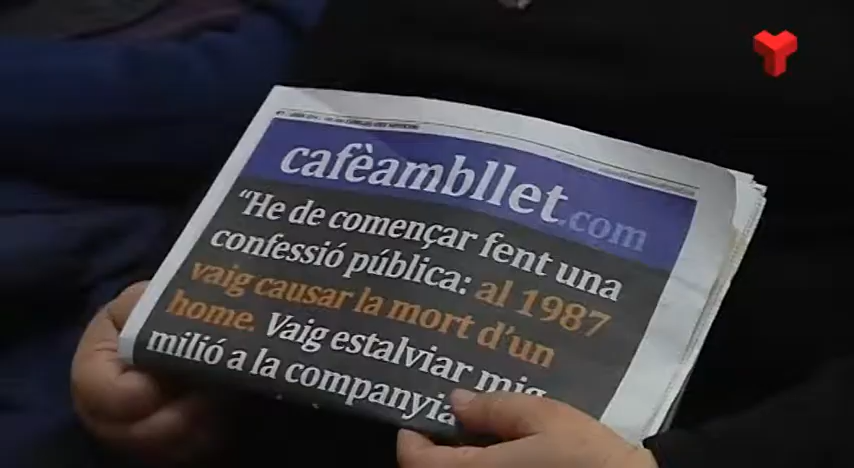 cafèambllet.com
“He de començar fent una
confessió pública: al 1987
vaig causar la mort d’un
home. Vaig estalviar mig
milió a la companyia